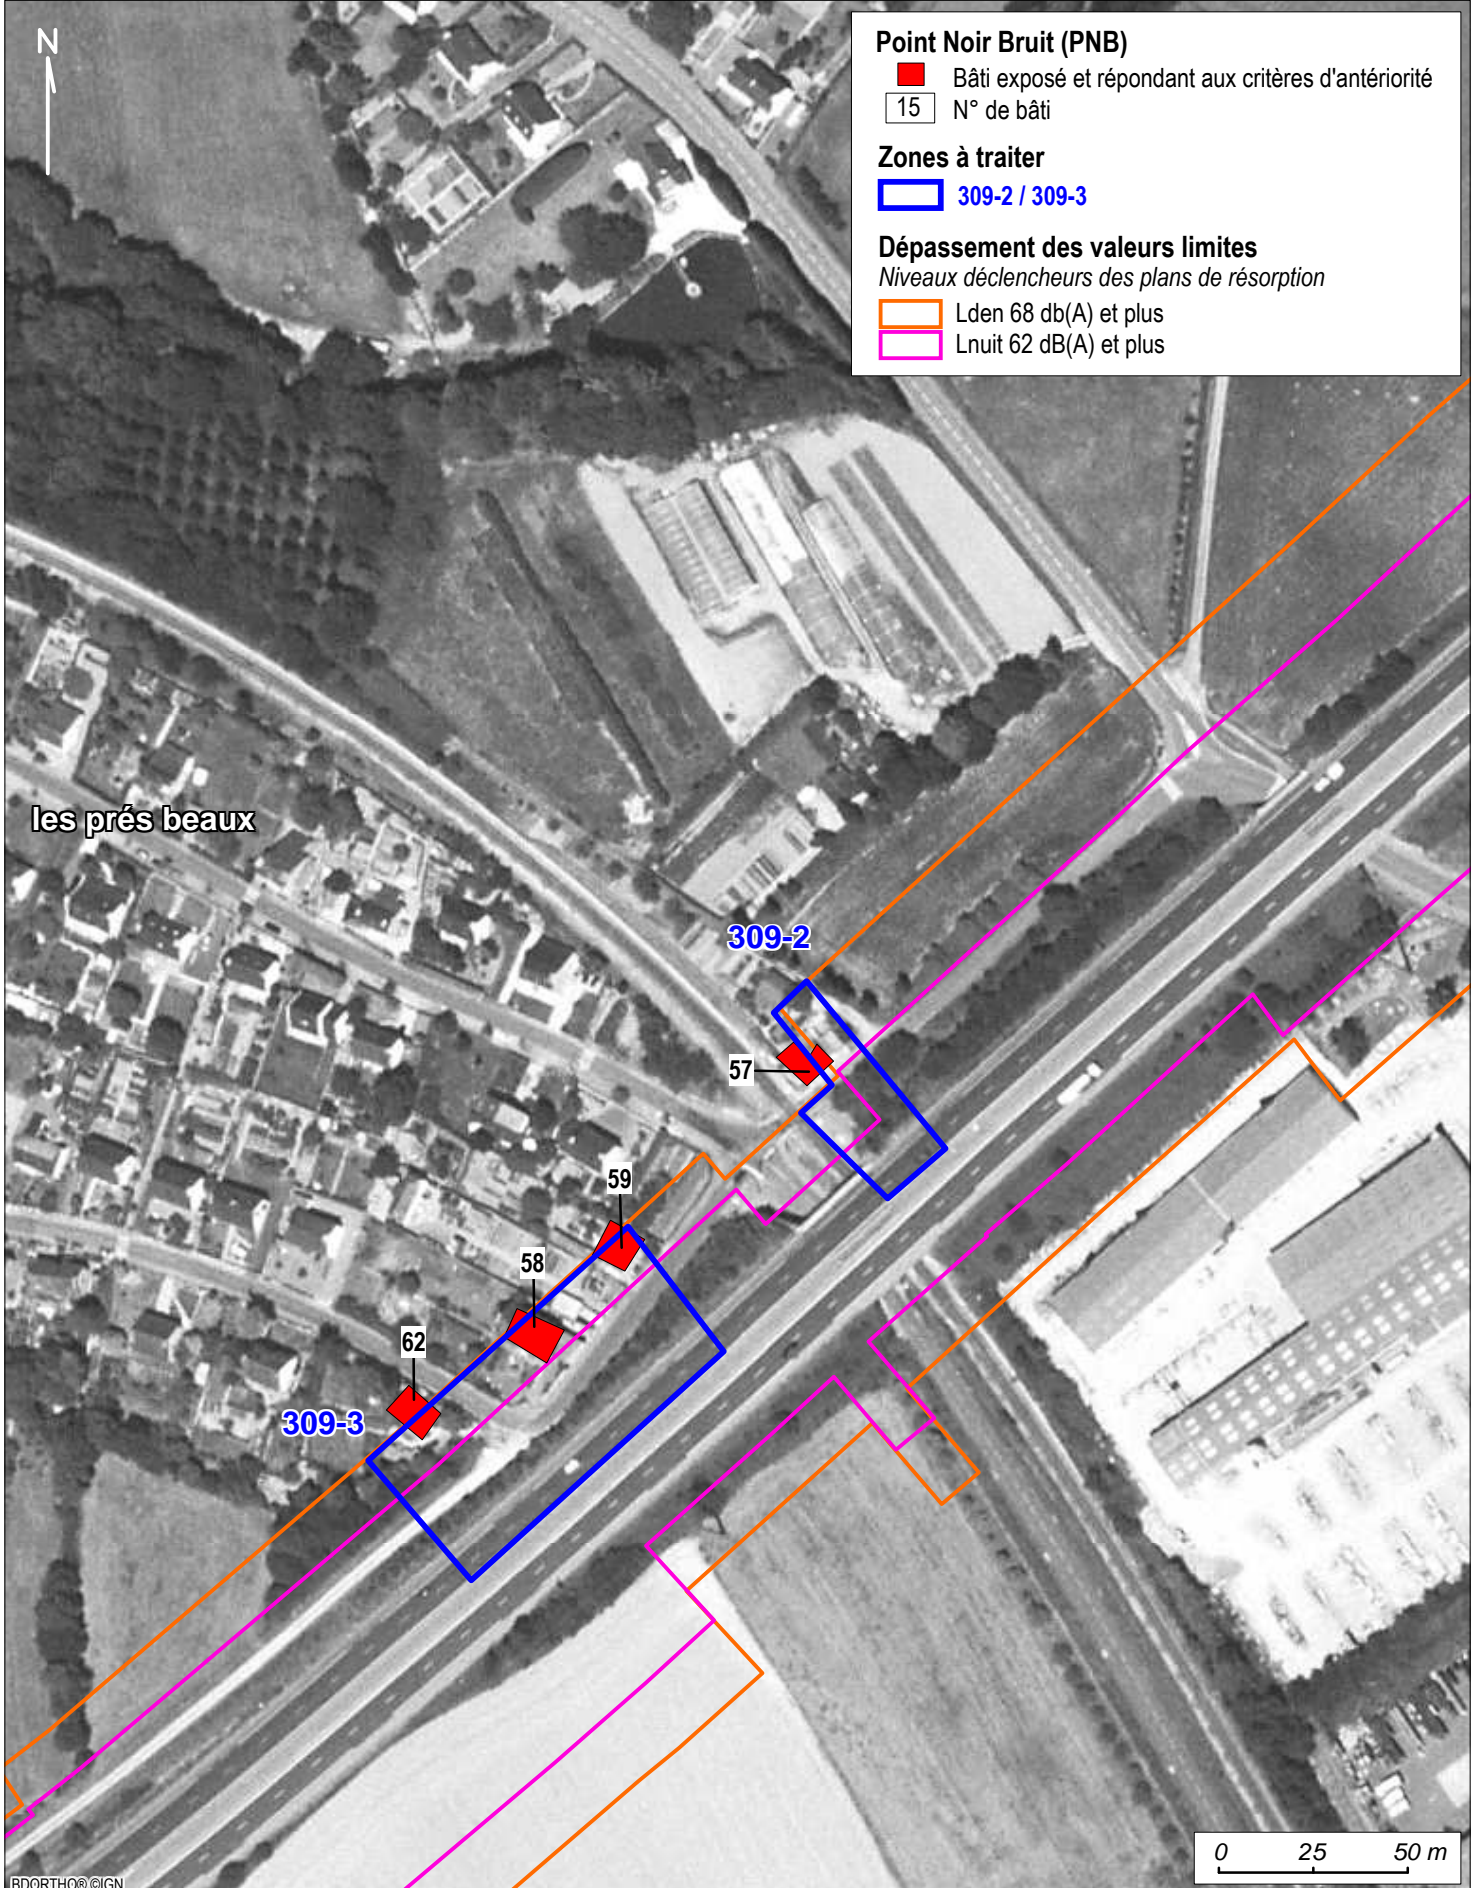 N
Point Noir Bruit (PNB)
Bâti exposé et répondant aux critères d'antériorité
15 N° de bâti
Zones à traiter
309-2 / 309-3
Dépassement des valeurs limites
Niveaux déclencheurs des plans de résorption
Lden 68 db(A) et plus
Lnuit 62 dB(A) et plus
les prés beaux
309-2
57
59
58
62
309-3
0 25 50 m
BDORTHO® ©IGN